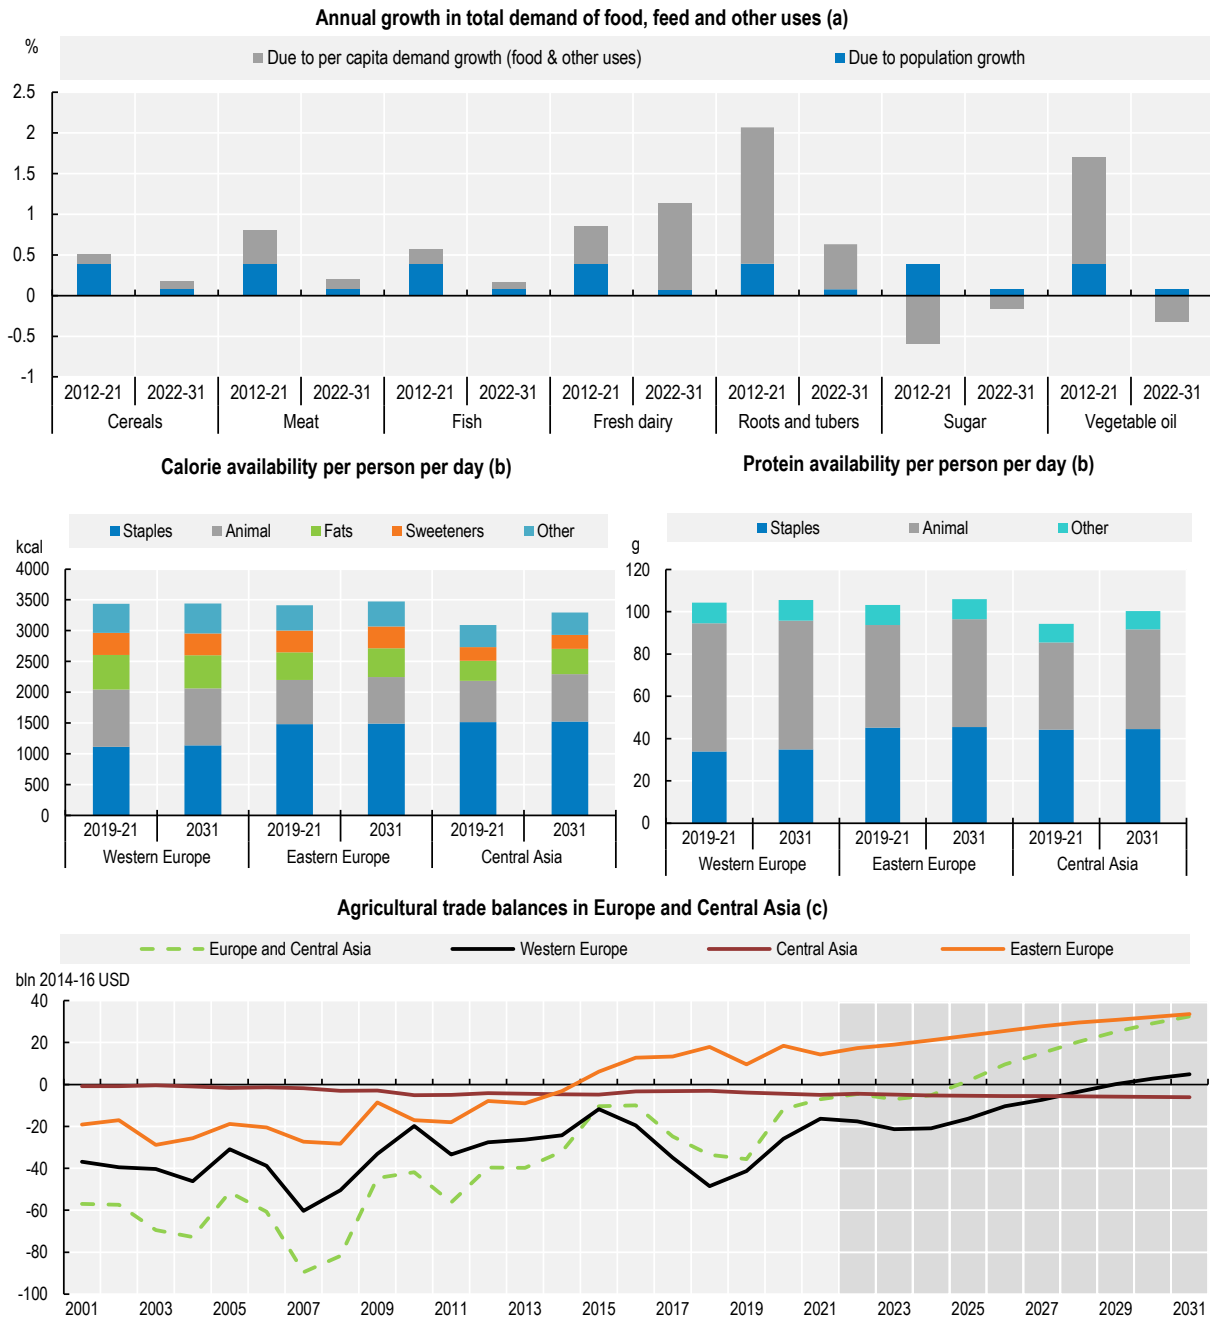 Annual growth in total demand of food, feed and other uses (a)
%
Due to per capita demand growth (food & other uses)
Due to population growth
2.5
2
1.5
1
0.5
0
-0.5
-1
2012-21 2022-31 2012-21 2022-31 2012-21 2022-31 2012-21 2022-31 2012-21 2022-31 2012-21 2022-31 2012-21 2022-31
Cereals Meat Fish Fresh dairy Roots and tubers Sugar Vegetable oil
Calorie availability per person per day (b)
Staples Animal Fats Sweeteners Other
kcal
4000
3500
3000
2500
2000
1500
1000
500
0
2019-21 2031 2019-21 2031 2019-21 2031
Western Europe Eastern Europe Central Asia
Protein availability per person per day (b)
Staples Animal Other
g
120
100
80
60
40
20
0
2019-21 2031 2019-21 2031 2019-21 2031
Western Europe Eastern Europe Central Asia
Agricultural trade balances in Europe and Central Asia (c)
Europe and Central Asia Western Europe Central Asia Eastern Europe
bln 2014-16 USD
40
20
0
-20
-40
-60
-80
-100
2001 2003 2005 2007 2009 2011 2013 2015 2017 2019 2021 2023 2025 2027 2029 2031